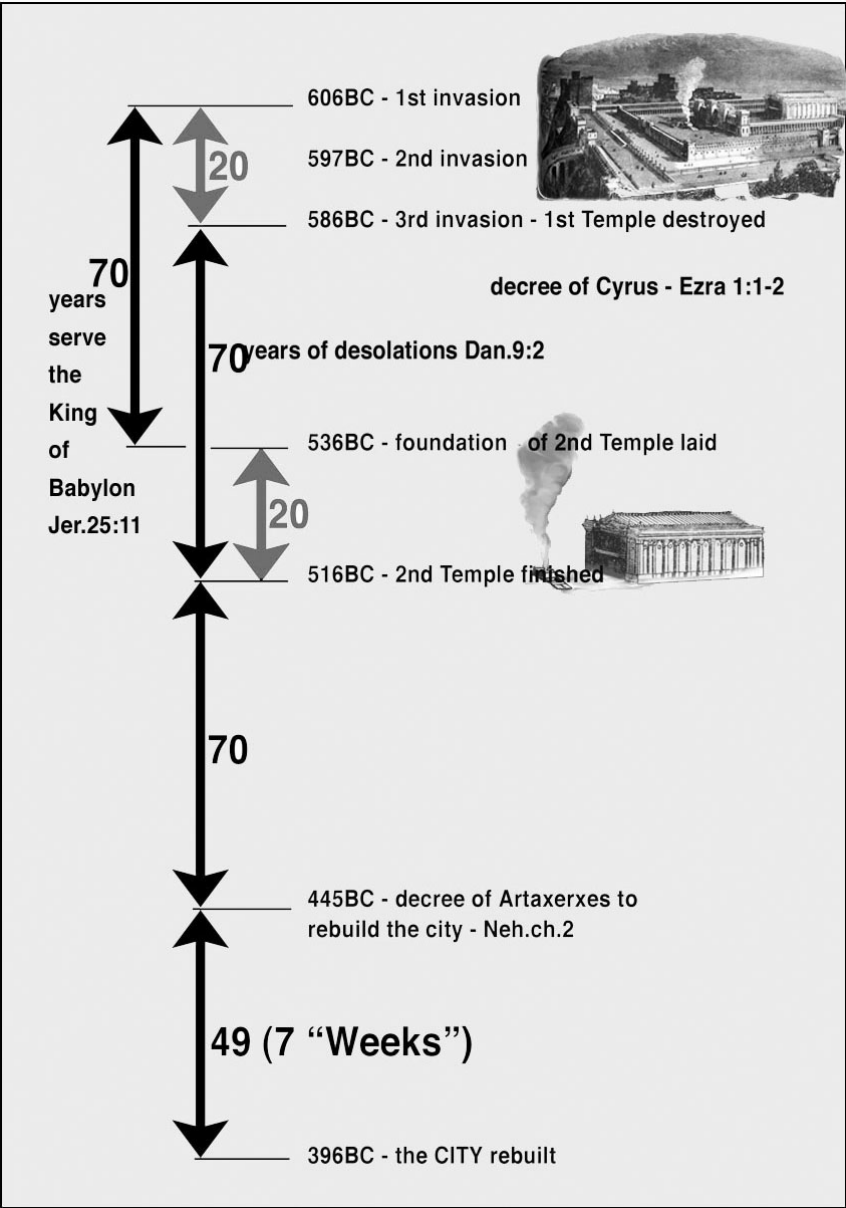 606BC - 1st invasion
20
597BC - 2nd invasion
586BC - 3rd invasion - 1st Temple destroyed
70
years
serve
the
King
of
Babylon
Jer.25:11
decree of Cyrus - Ezra 1:1-2
70 years of desolations Dan.9:2
536BC - foundation of 2nd Temple laid
20
516BC - 2nd Temple finished
70
445BC - decree of Artaxerxes to
rebuild the city - Neh.ch.2
49 (7 “Weeks”)
396BC - the CITY rebuilt